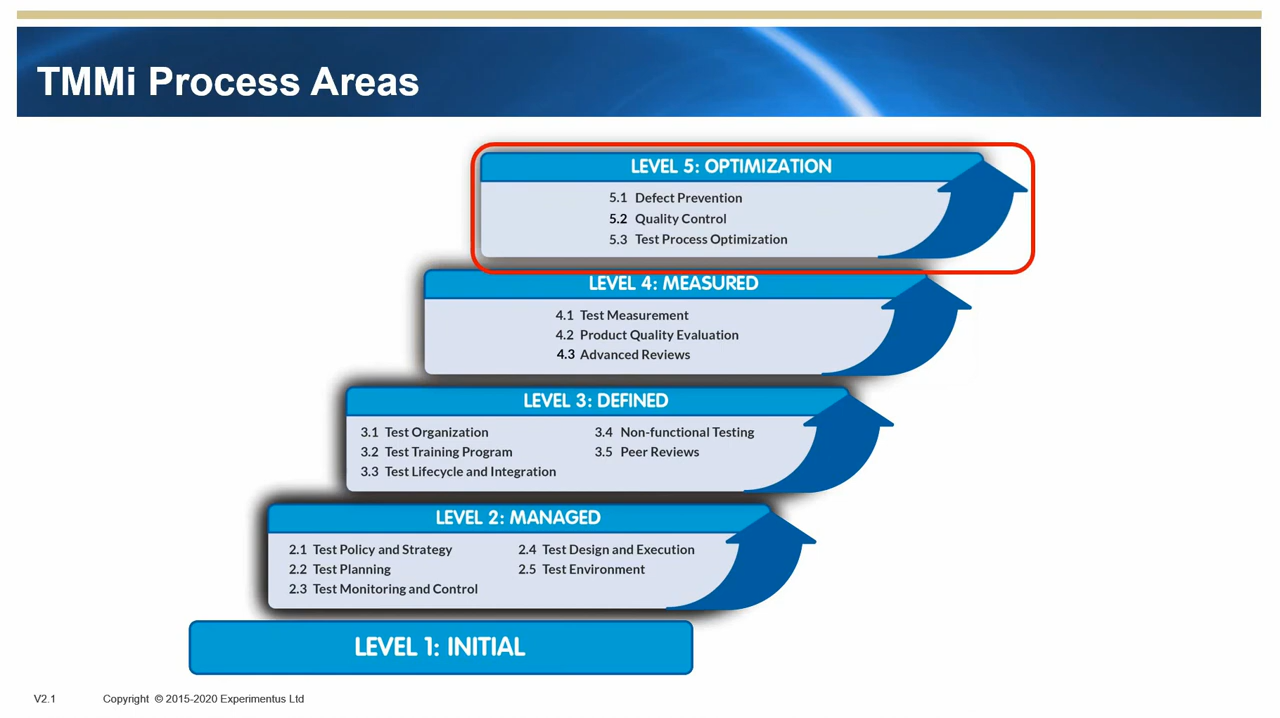 TMMi Process Areas
LEVEL 5: OPTIMIZATION
5.1 Defect Prevention
5.2 Quality Control
5.3 Test Process Optimization
LEVEL 4: MEASURED
4.1 Test Measurement
4.2 Product Quality Evaluation
4.3 Advanced Reviews
LEVEL 3: DEFINED
3.1 Test Organization
3.2 Test Training Program
3.3 Test Lifecycle and Integration
3.4 Non-functional Testing
3.5 Peer Reviews
LEVEL 2: MANAGED
2.1 Test Policy and Strategy
2.2 Test Planning
2.3 Test Monitoring and Control
2.4 Test Design and Execution
2.5 Test Environment
LEVEL 1: INITIAL
V2.1 Copyright © 2015-2020 Experimentus Ltd